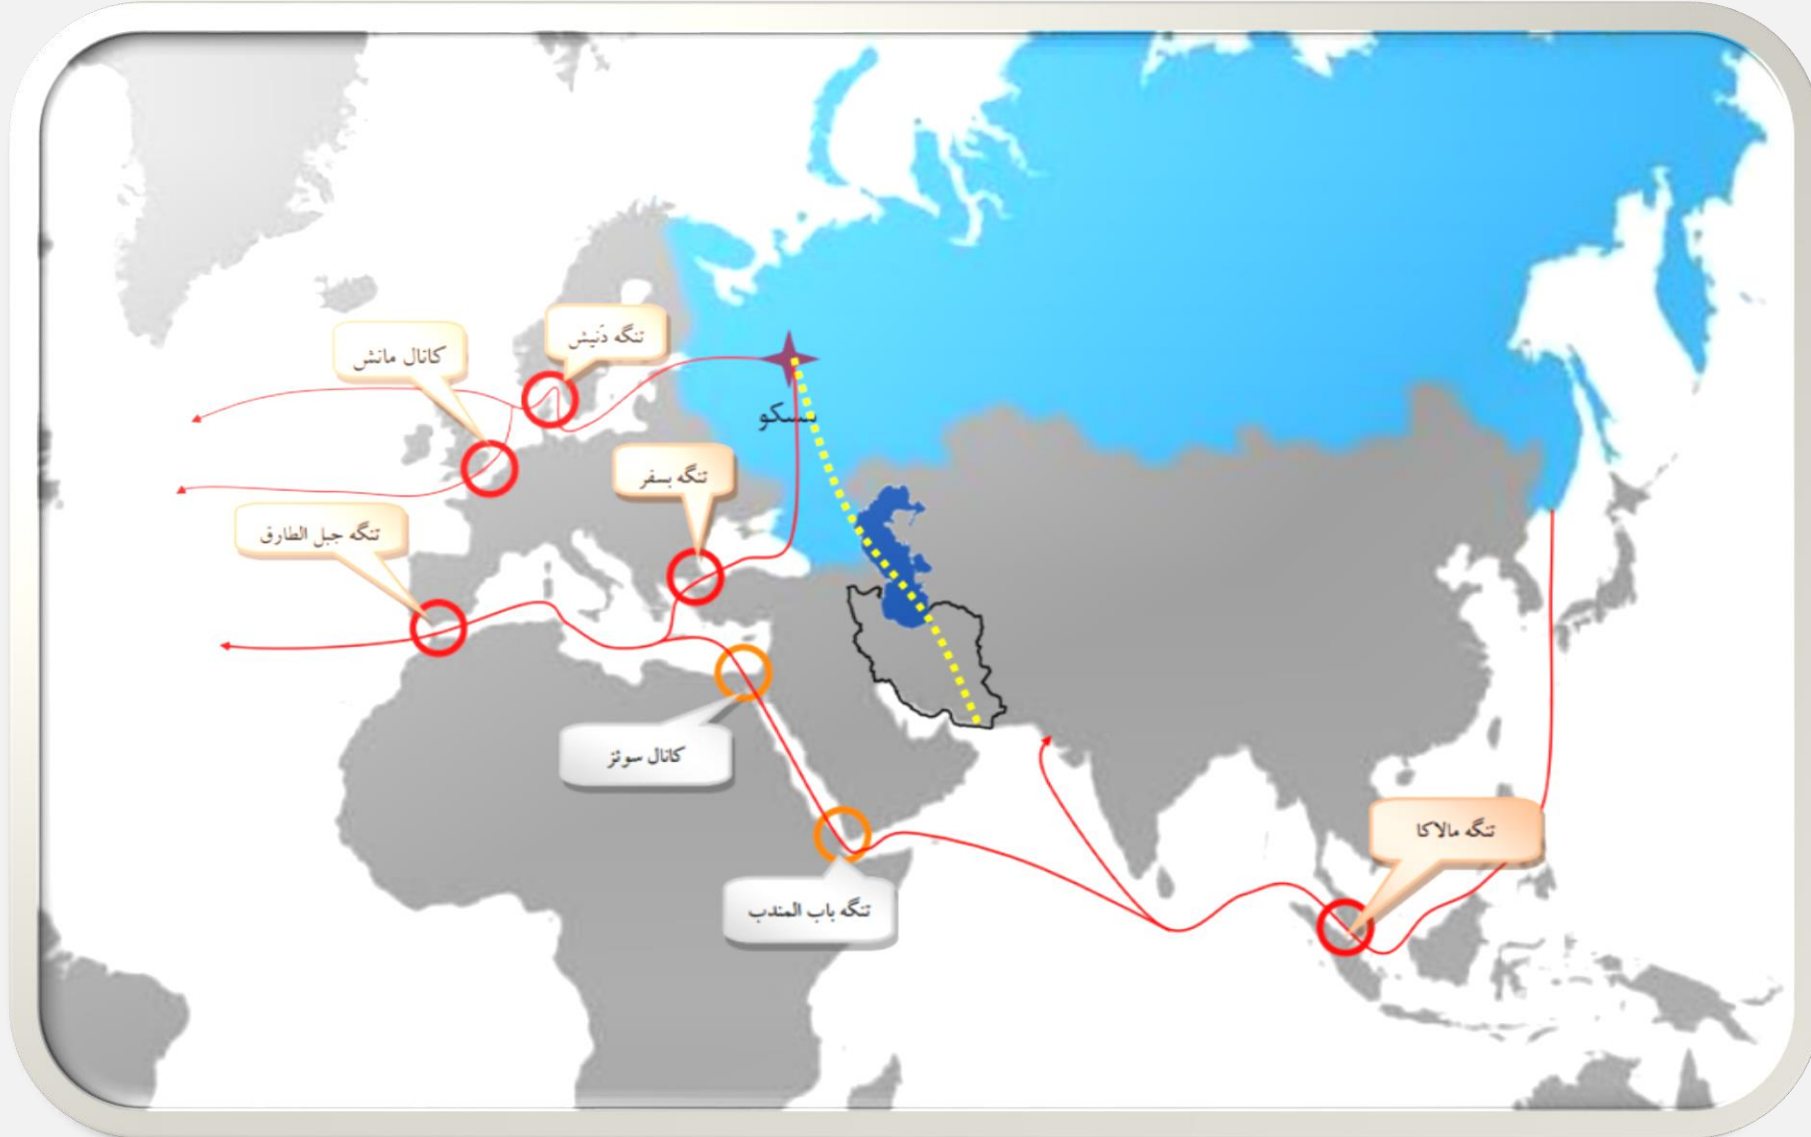 تنگه دَنیش
کانال مانش
مسکو
تنگه بسفر
تنگه جبل الطارق
کانال سوئز
تنگه مالاکا
تنگه باب المندب